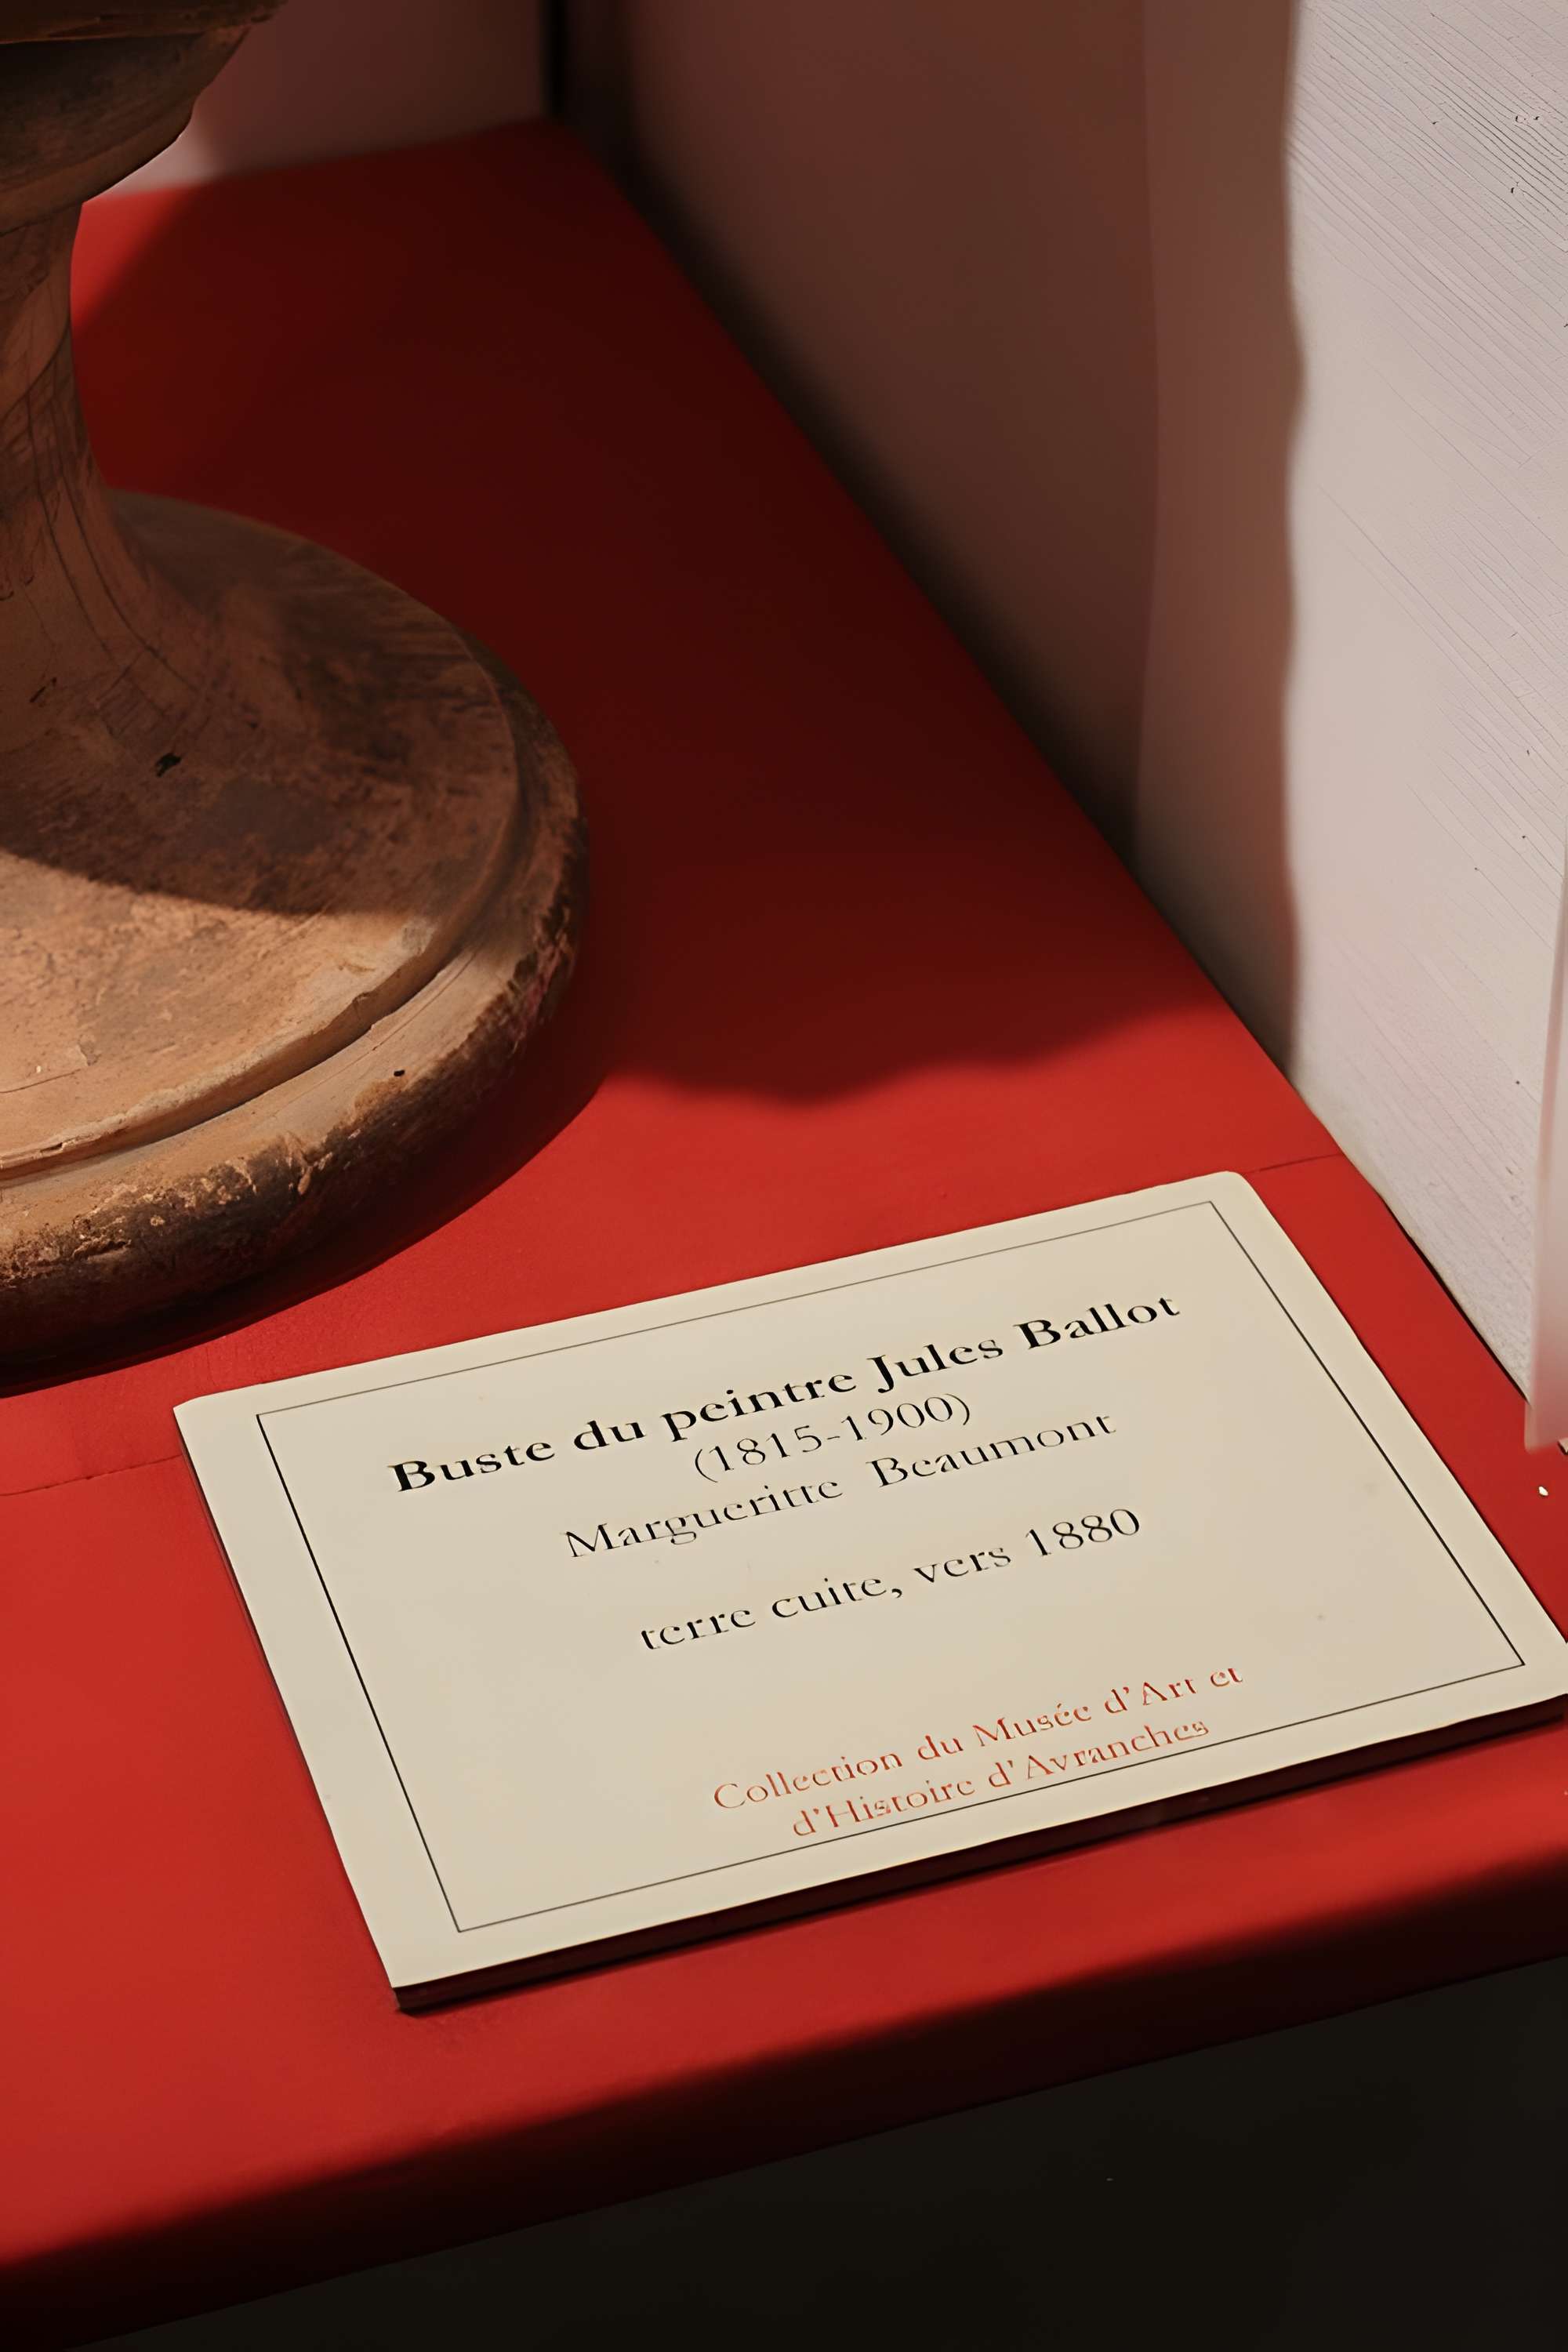 Buste du peintre Jules Ballot
(1815-1900)
Margueritte Beaumont
terre cuite, vers 1880
Collection du Musée d'Art et
d'Histoire d'Avranches